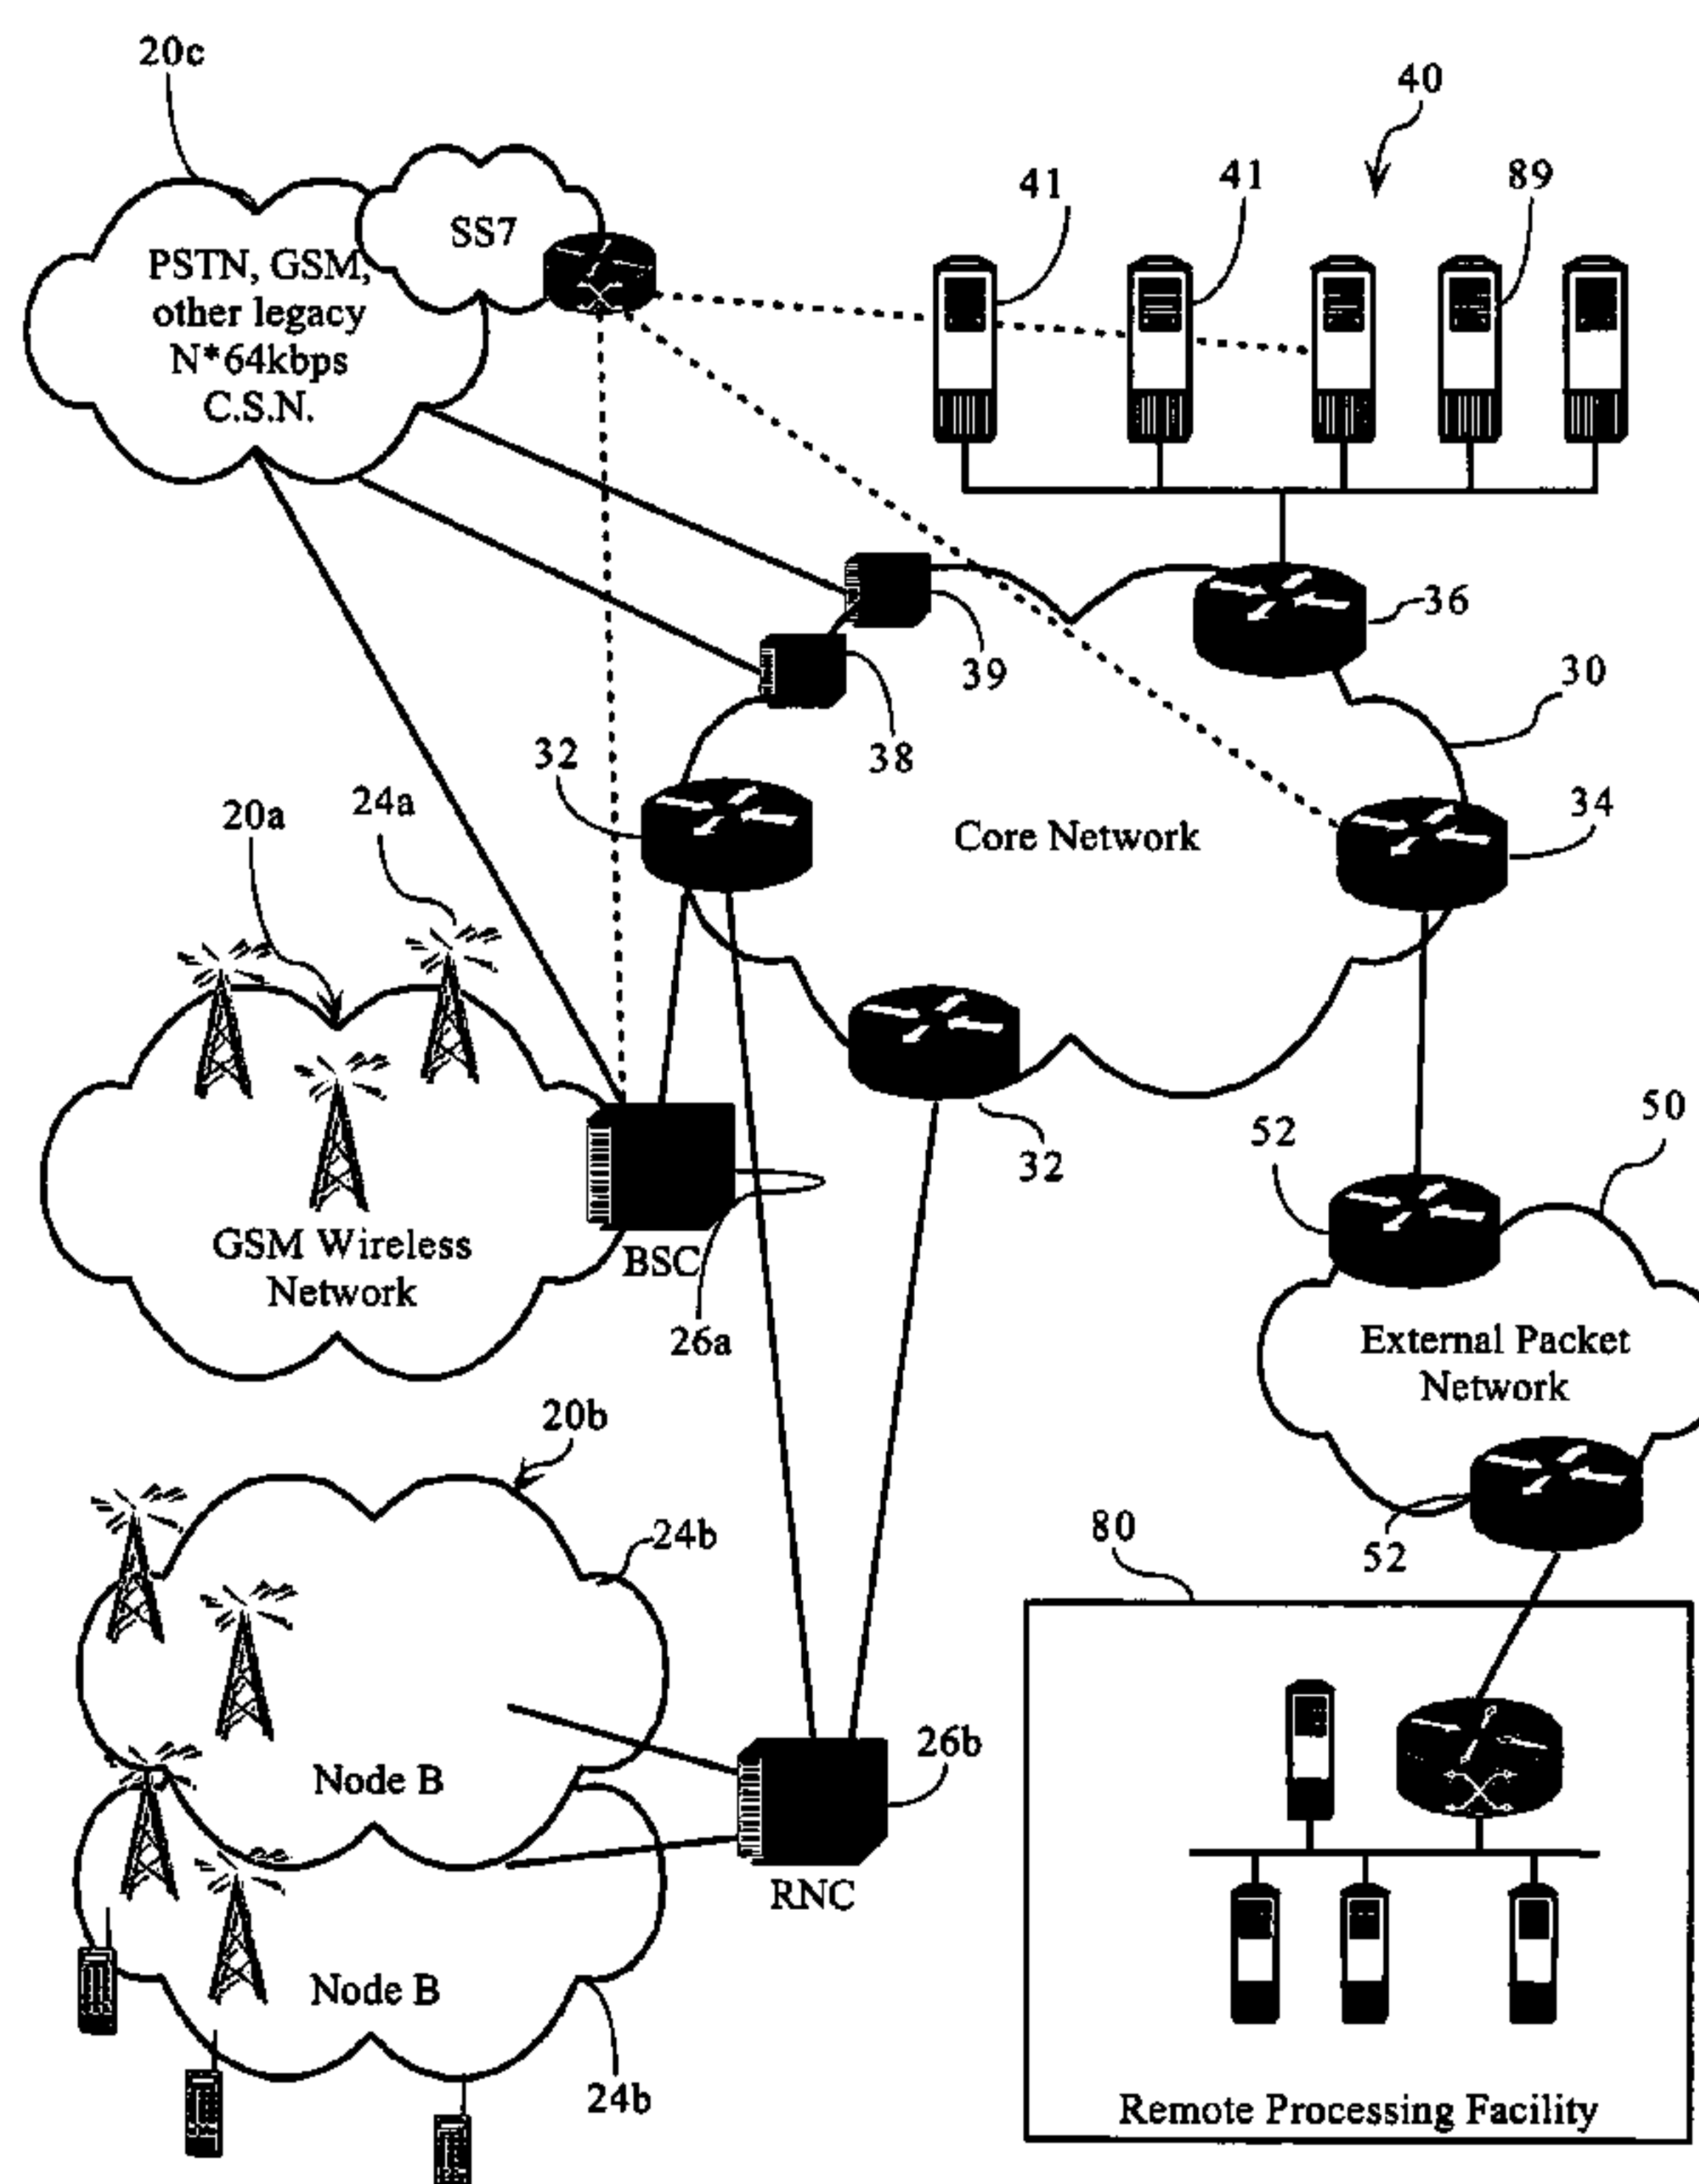 20c
40
41
41
89
SS7
PSTN, GSM,
other legacy
N*64kbps
C.S.N.
36
39
30
38
32
24a
20a
34
Core Network
50
52
32
GSM Wireless
Network
BSC
26a
External Packet
Network
20b
24b
80
52
26b
Node B
RNC
Node B
24b
Remote Processing Facility